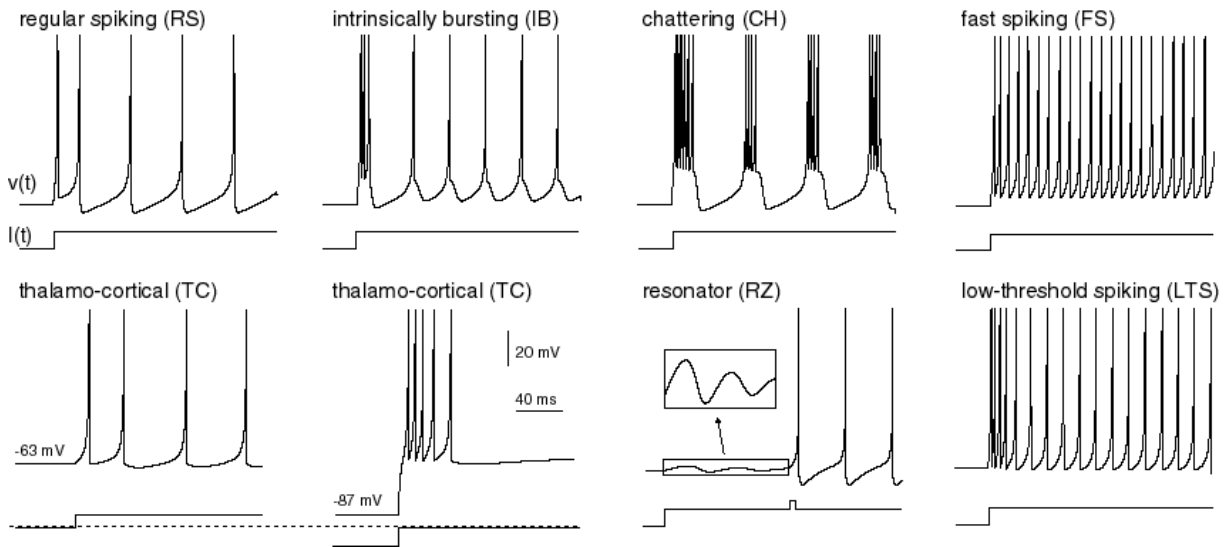 regular spiking (RS)
intrinsically bursting (IB)
chattering (CH)
fast spiking (FS)
v(t)
I(t)
thalamo-cortical (TC)
thalamo-cortical (TC)
resonator (RZ)
low-threshold spiking (LTS)
20 mV
40 ms
-63 mV
-87 mV